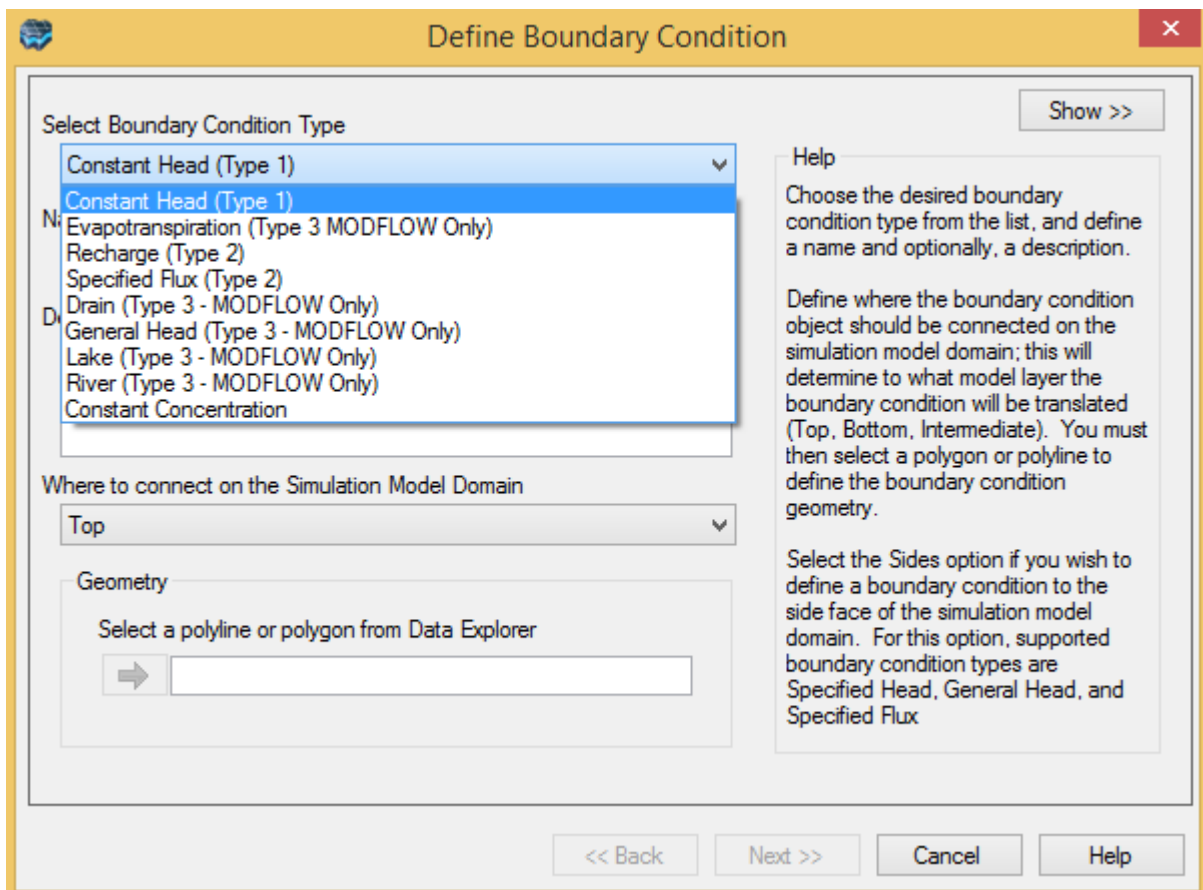 Define Boundary Condition
Show >>
Select Boundary Condition Type
Constant Head (Type 1)
Constant Head (Type 1)
Evapotranspiration (Type 3 MODFLOW Only)
Recharge (Type 2)
Specified Flux (Type 2)
Drain (Type 3 - MODFLOW Only)
General Head (Type 3 - MODFLOW Only)
Lake (Type 3 - MODFLOW Only)
River (Type 3 - MODFLOW Only)
Constant Concentration
Where to connect on the Simulation Model Domain
Top
Geometry
Select a polyline or polygon from Data Explorer
Help
Choose the desired boundary
condition type from the list, and define
a name and optionally, a description.
Define where the boundary condition
object should be connected on the
simulation model domain; this will
determine to what model layer the
boundary condition will be translated
(Top, Bottom, Intermediate). You must
then select a polygon or polyline to
define the boundary condition
geometry.
Select the Sides option if you wish to
define a boundary condition to the
side face of the simulation model
domain. For this option, supported
boundary condition types are
Specified Head, General Head, and
Specified Flux
<< Back
Next >>
Cancel
Help